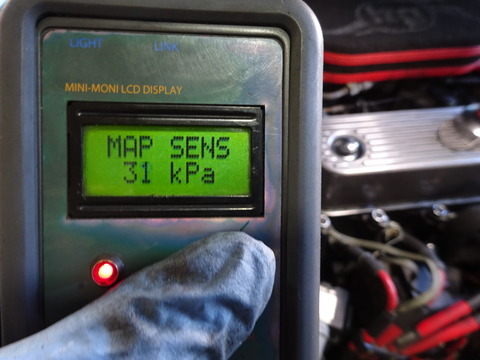 LIGHT LINK
MINI-MONI LCD DISPLAY
MAP SENS
31 kPa